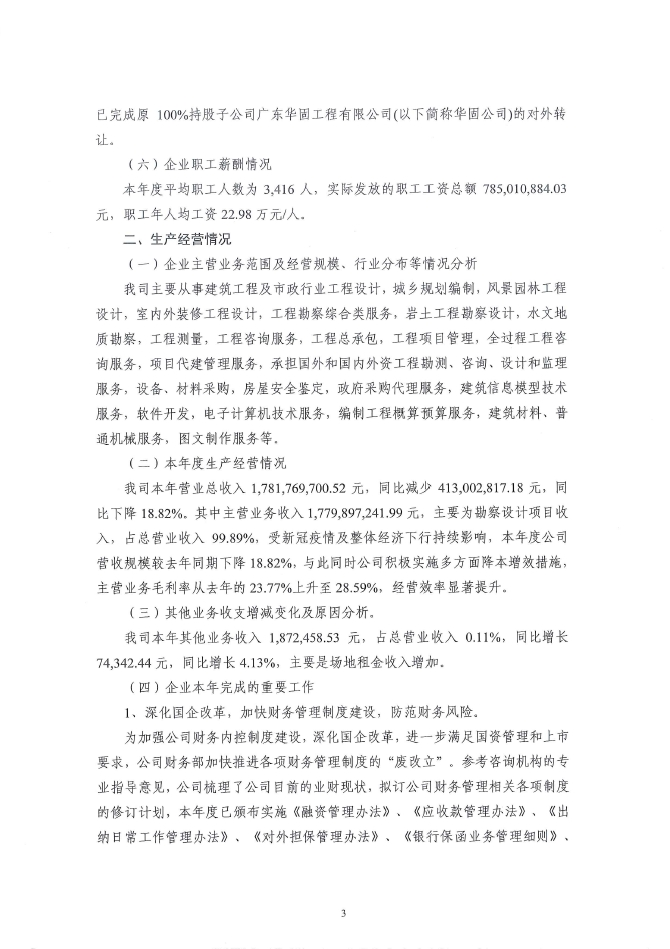 已完成原 100%持股子公司广东华固工程有限公司(以下简称华固公司)的对外转
让。
（六）企业职工薪酬情况
本年度平均职工人数为 3,416 人，实际发放的职工工资总额 785,010,884.03
元，职工年人均工资 22.98 万元/人。
二、生产经营情况
（一）企业主营业务范围及经营规模、行业分布等情况分析
我司主要从事建筑工程及市政行业工程设计，城乡规划编制，风景园林工程
设计，室内外装修工程设计，工程勘察综合类服务，岩土工程勘察设计，水文地
质勘察，工程测量，工程咨询服务，工程总承包，工程项目管理，全过程工程咨
询服务，项目代建管理服务，承担国外和国内外资工程勘测、咨询、设计和监理
服务，设备、材料采购，房屋安全鉴定，政府采购代理服务，建筑信息模型技术
服务，软件开发，电子计算机技术服务，编制工程概算预算服务，建筑材料、普
通机械服务，图文制作服务等。
（二）本年度生产经营情况
我司本年营业总收入 1,781,769,700.52 元，同比减少 413,002,817.18 元，同
比下降 18.82%。其中主营业务收入 1,779,897,241.99 元，主要为勘察设计项目收
入，占总营业收入 99.89%，受新冠疫情及整体经济下行持续影响，本年度公司
营收规模较去年同期下降 18.82%，与此同时公司积极实施多方面降本增效措施，
主营业务毛利率从去年的 23.77%上升至 28.59%，经营效率显著提升。
（三）其他业务收支增减变化及原因分析。
我司本年其他业务收入 1,872,458.53 元，占总营业收入 0.11%，同比增长
74,342.44 元，同比增长 4.13%，主要是场地租金收入增加。
（四）企业本年完成的重要工作
1、深化国企改革，加快财务管理制度建设，防范财务风险。
为加强公司财务内控制度建设，深化国企改革，进一步满足国资管理和上市
要求，公司财务部加快推进各项财务管理制度的“废改立”。参考咨询机构的专
业指导意见，公司梳理了公司目前的业财现状，拟订公司财务管理相关各项制度
的修订计划，本年度已颁布实施《融资管理办法》、《应收款管理办法》、《出
纳日常工作管理办法》、《对外担保管理办法》、《银行保函业务管理细则》、
3